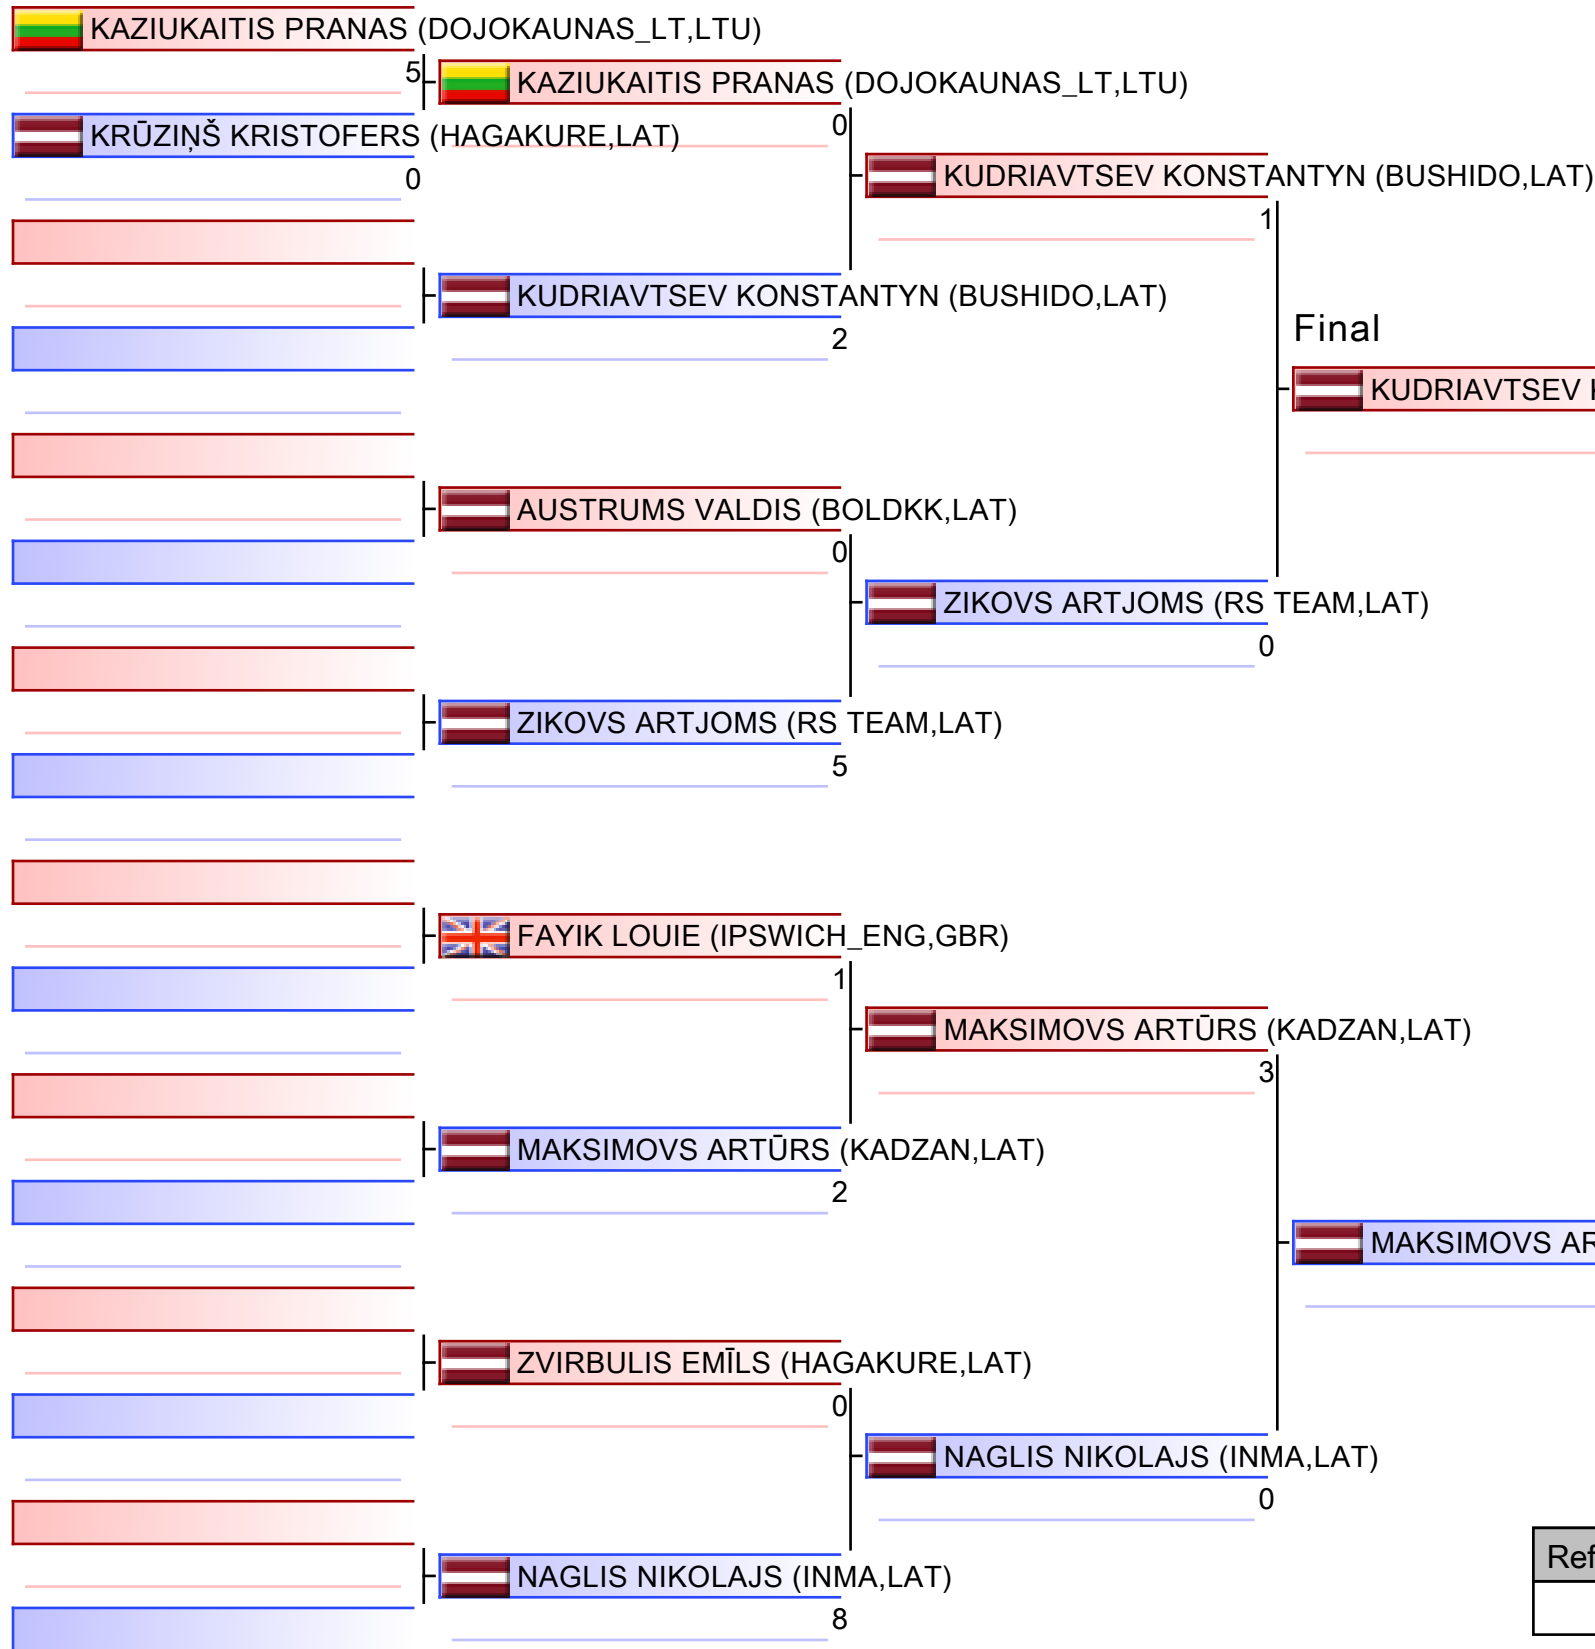 KAZIUKAITIS PRANAS (DOJOKAUNAS_LT,LTU)
5
KAZIUKAITIS PRANAS (DOJOKAUNAS_LT,LTU)
0
KRŪZIŅŠ KRISTOFERS (HAGAKURE,LAT)
0
KUDRIAVTSEV KONSTANTYN (BUSHIDO,LAT)
1
KUDRIAVTSEV KONSTANTYN (BUSHIDO,LAT)
2
Final
KUDRIAVTSEV
AUSTRUMS VALDIS (BOLDKK,LAT)
0
ZIKOVS ARTJOMS (RS TEAM,LAT)
0
ZIKOVS ARTJOMS (RS TEAM,LAT)
5
FAYIK LOUIE (IPSWICH_ENG,GBR)
1
MAKSIMOVS ARTŪRS (KADZAN,LAT)
3
MAKSIMOVS ARTŪRS (KADZAN,LAT)
2
MAKSIMOVS
ZVIRBULIS EMĪLS (HAGAKURE,LAT)
0
NAGLIS NIKOLAJS (INMA,LAT)
0
NAGLIS NIKOLAJS (INMA,LAT)
8